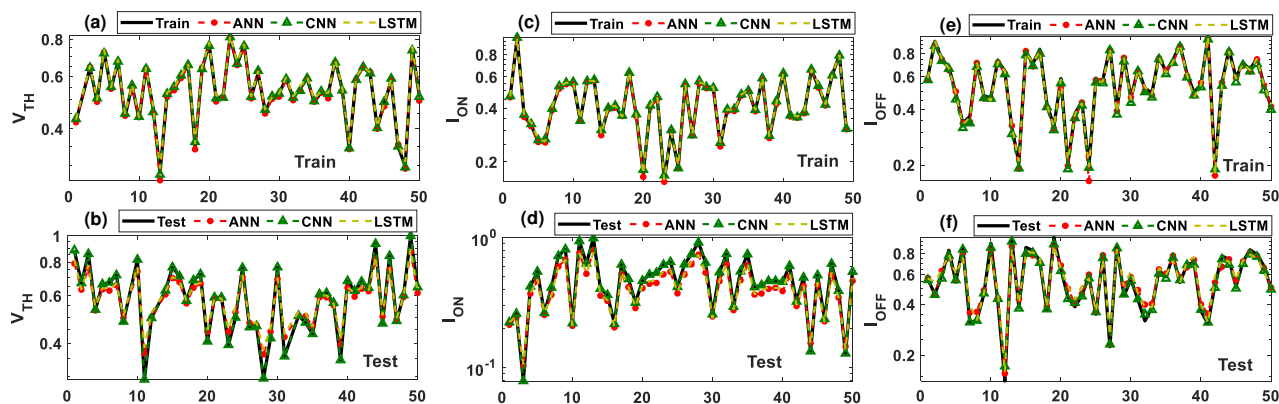 (a) Train ANN CNN LSTM
0.8
0.6
0.4
V_TH
Train
0 10 20 30 40 50
(b) Test ANN CNN LSTM
1
0.8
0.6
0.4
V_TH
Test
0 10 20 30 40 50
(c) Train ANN CNN LSTM
0.8
0.6
0.4
0.2
I_ON
Train
0 10 20 30 40 50
(d) Test ANN CNN LSTM
10^0
10^-1
I_ON
Test
0 10 20 30 40 50
(e) Train ANN CNN LSTM
0.8
0.6
0.4
0.2
I_OFF
Train
0 10 20 30 40 50
(f) Test ANN CNN LSTM
0.8
0.6
0.4
0.2
I_OFF
Test
0 10 20 30 40 50